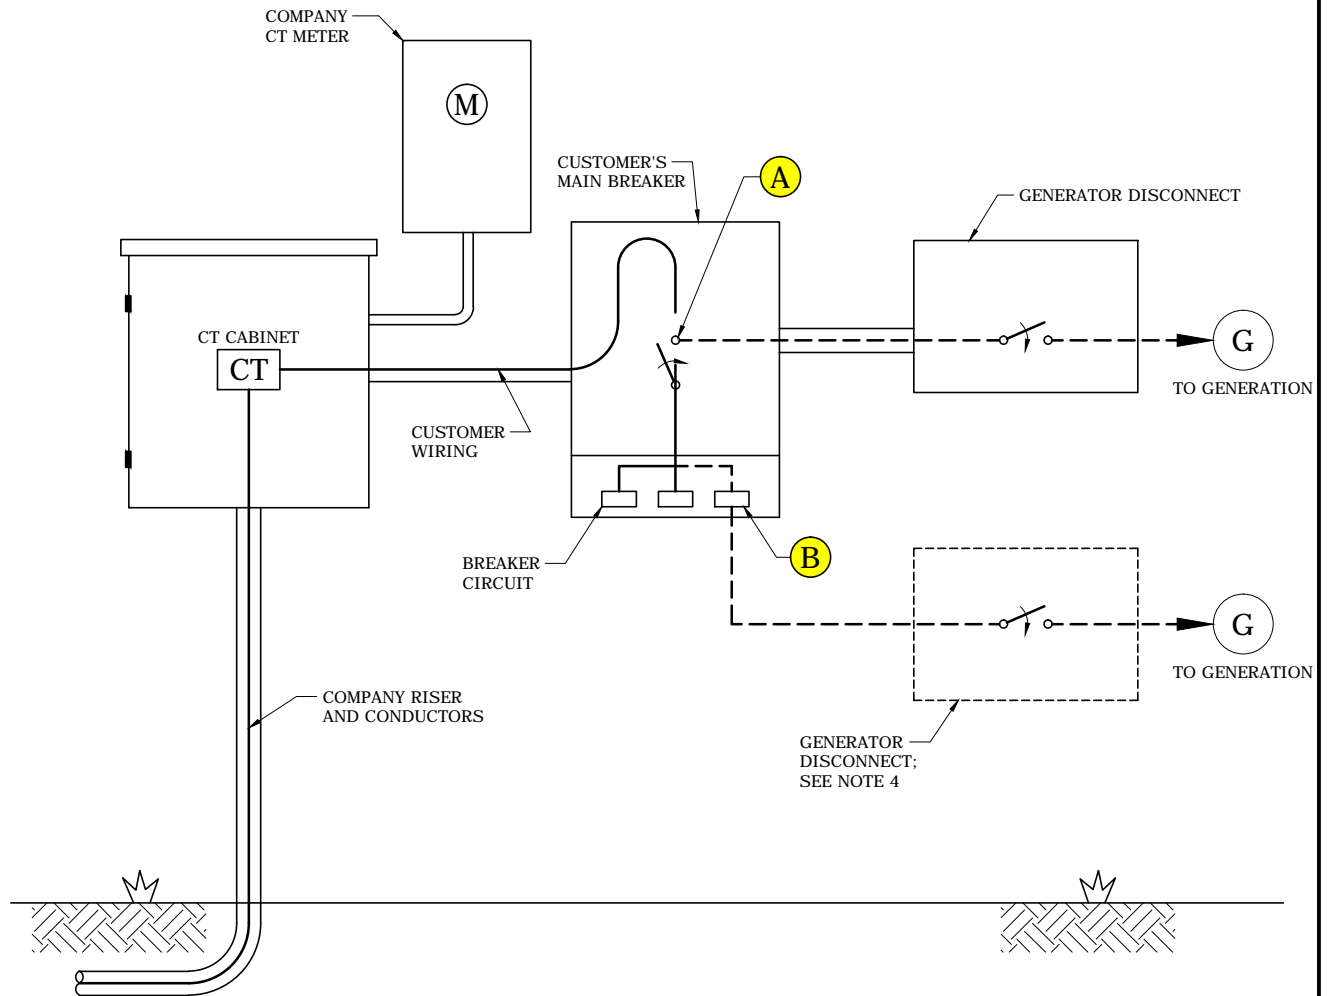 COMPANY
CT METER
M
CUSTOMER'S
MAIN BREAKER
A
GENERATOR DISCONNECT
CT CABINET
CT
G
TO GENERATION
CUSTOMER
WIRING
BREAKER
CIRCUIT
B
G
TO GENERATION
COMPANY RISER
AND CONDUCTORS
GENERATOR
DISCONNECT;
SEE NOTE 4